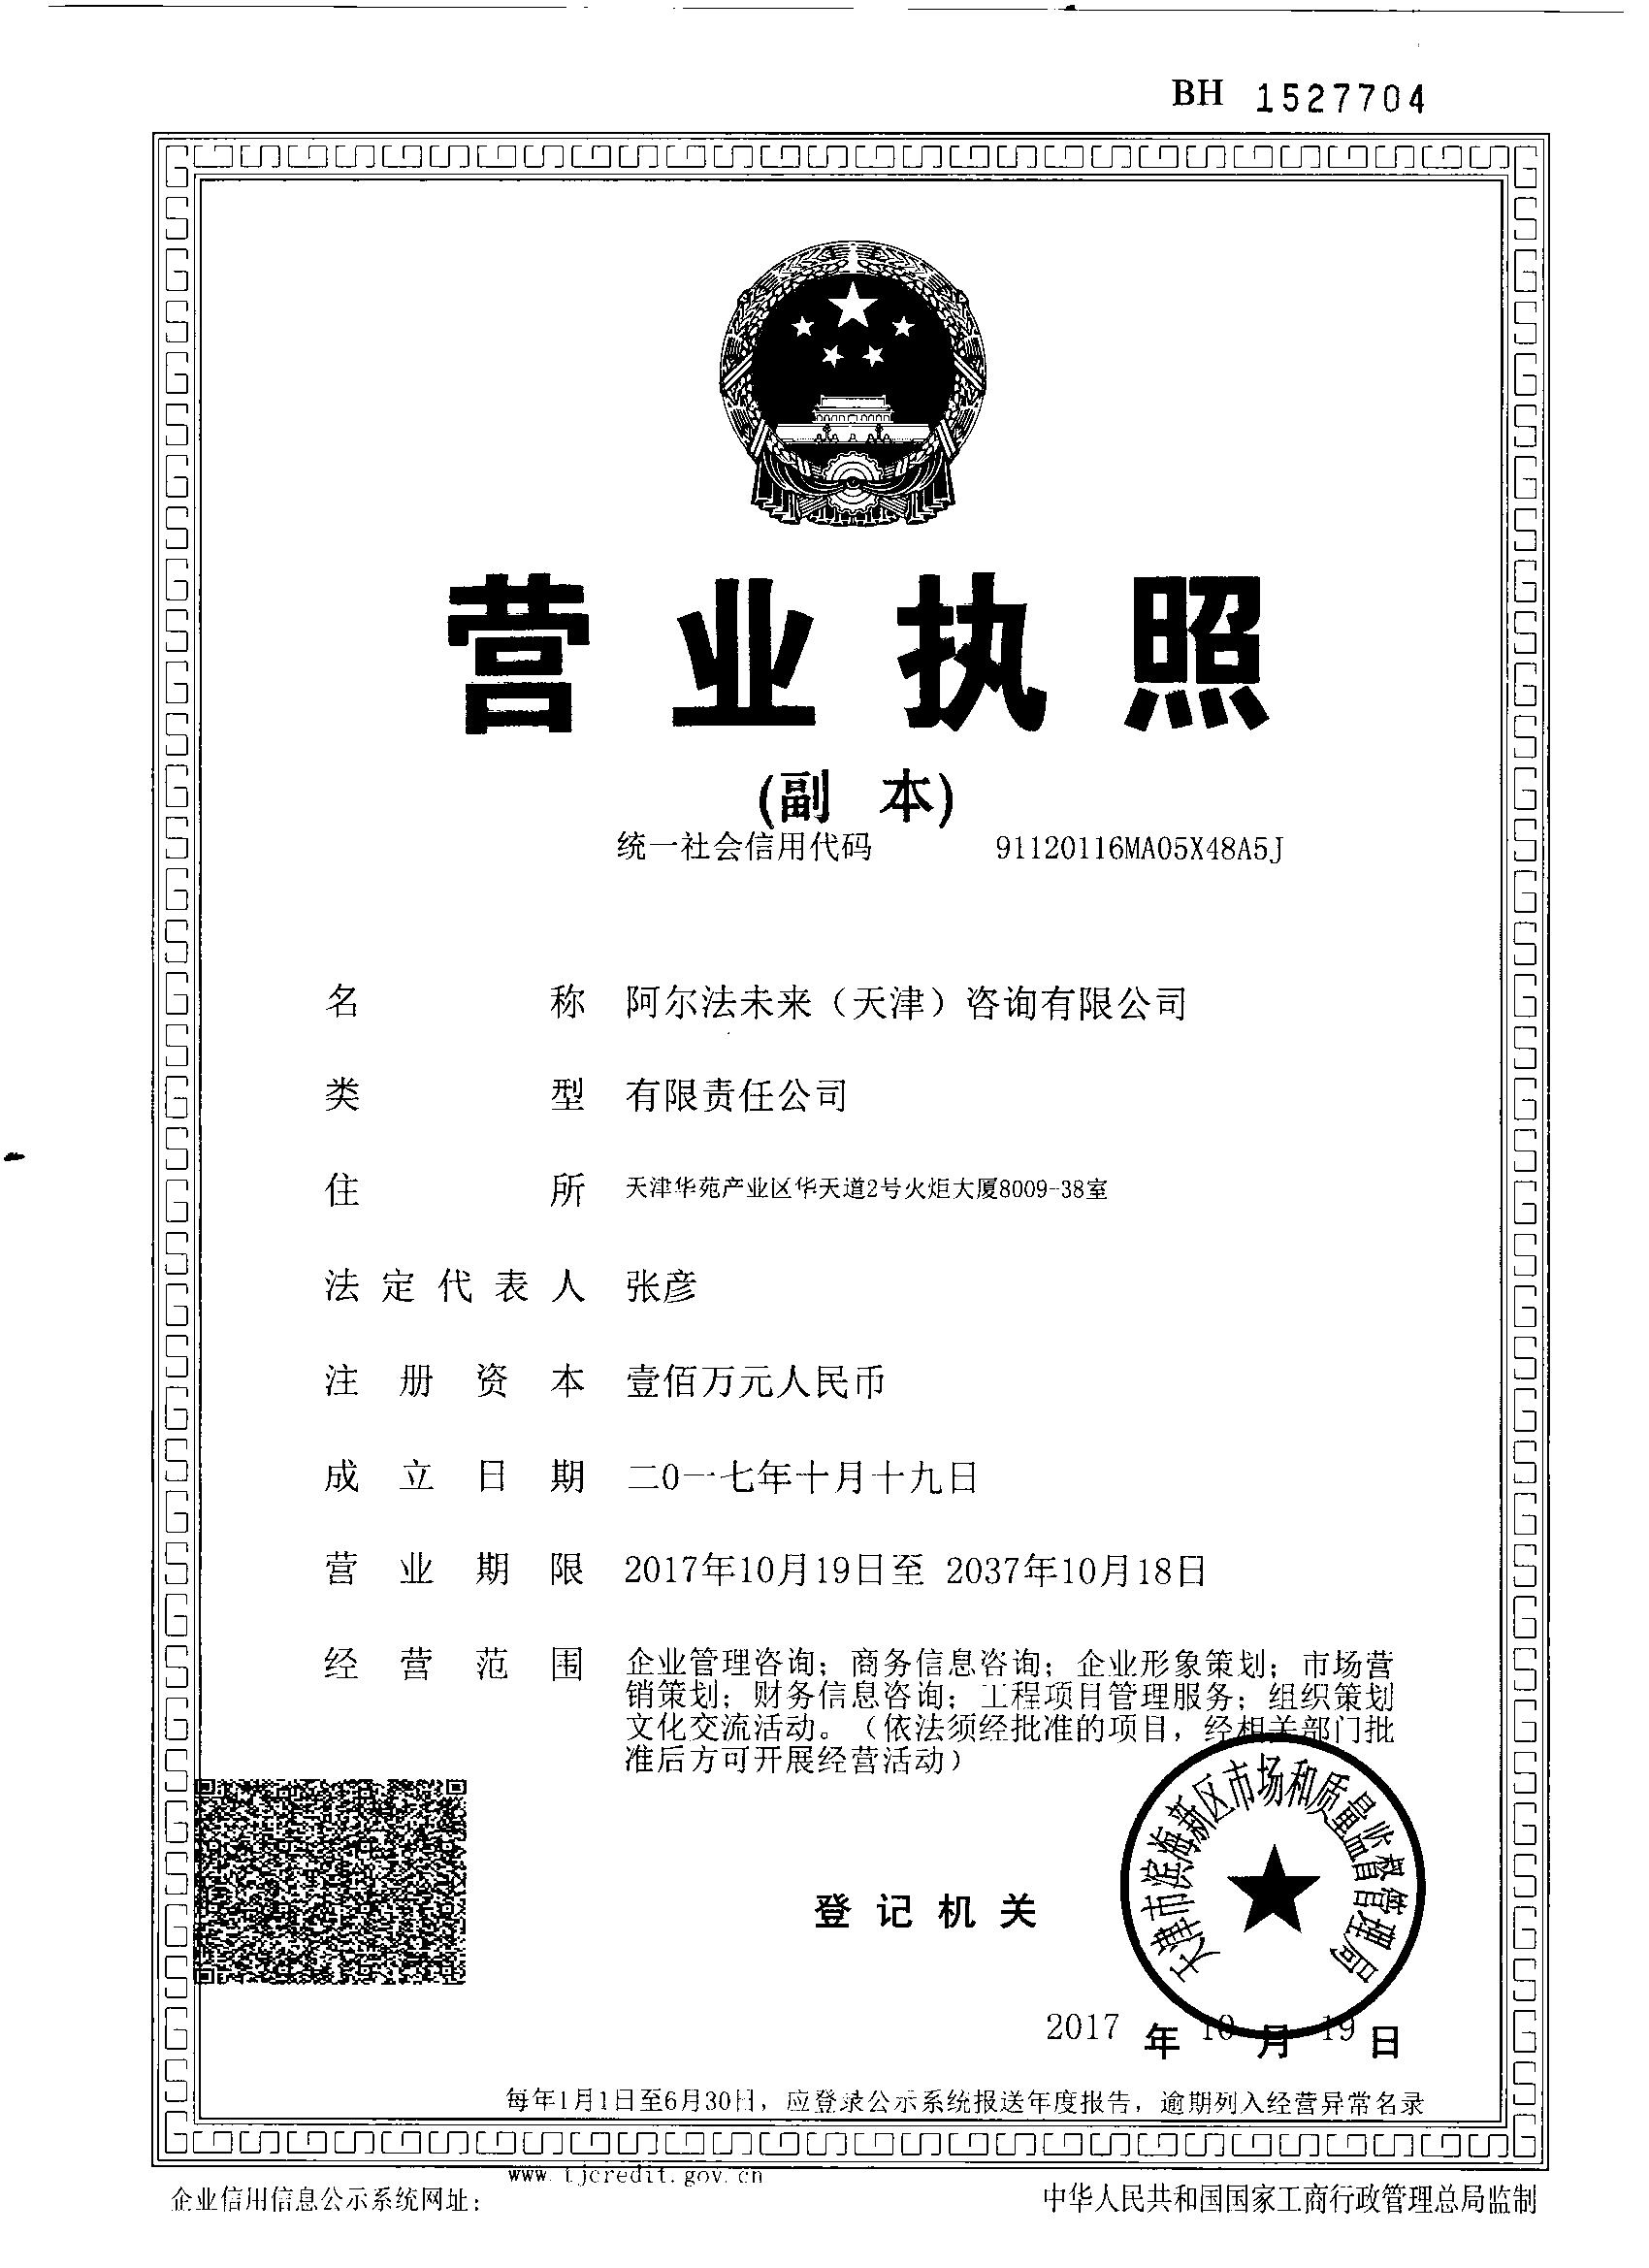 BH 1527704
营业执照
(副 本)
统一社会信用代码 91120116MA05X48A5J
名 称 阿尔法未来（天津）咨询有限公司
类 型 有限责任公司
住 所 天津华苑产业区华天道2号火炬大厦8009-38室
法定代表人 张彦
注册资本 壹佰万元人民币
成立日期 二0一七年十月十九日
营业期限 2017年10月19日至 2037年10月18日
经营范围 企业管理咨询；商务信息咨询；企业形象策划；市场营
销策划；财务信息咨询；工程项目管理服务；组织策划
文化交流活动。（依法须经批准的项目，经相关部门批
准后方可开展经营活动）
天津市滨海新区市场和质量监督管理局
登记机关
2017 年 10 月 19 日
每年1月1日至6月30日，应登录公示系统报送年度报告，逾期列入经营异常名录
www.tjcredit.gov.cn
企业信用信息公示系统网址：
中华人民共和国国家工商行政管理总局监制